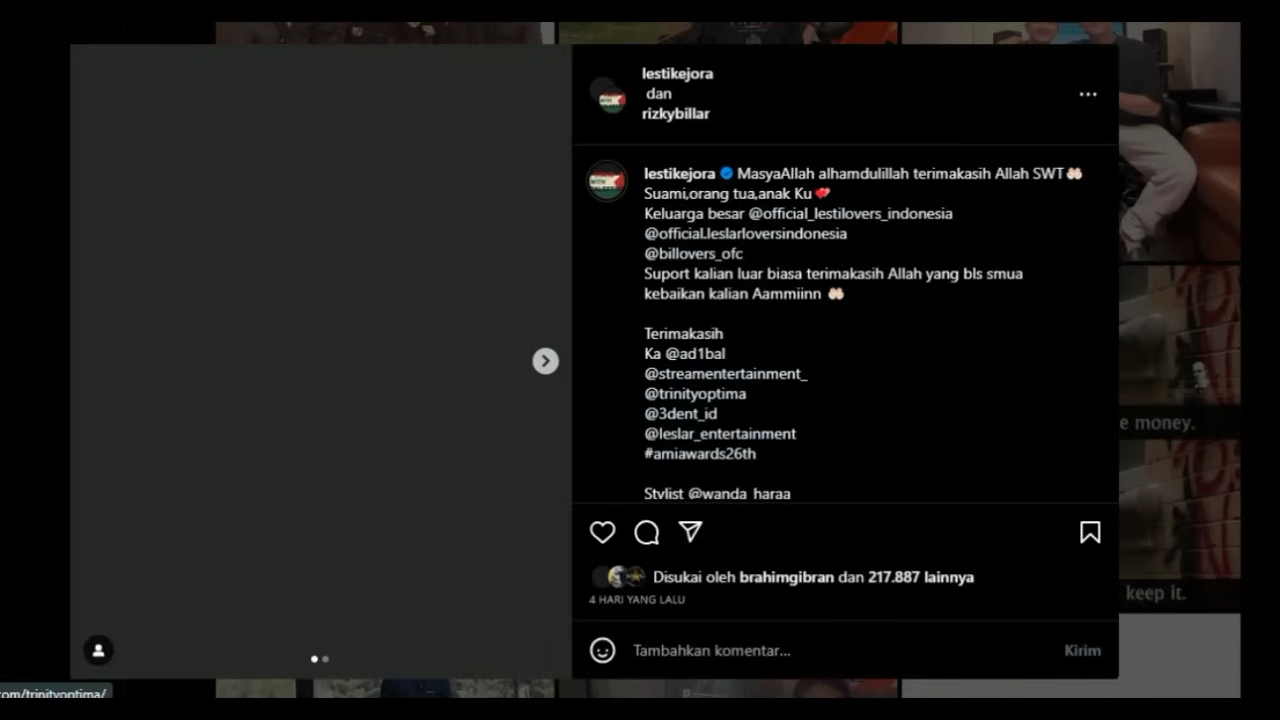 lestikejora
dan
rizkybillar
lestikejora MasyaAllah alhamdulillah terimakasih Allah SWT🤲🏻
Suami,orang tua,anak Ku❤️
Keluarga besar @official_lestilovers_indonesia
@official.leslarloversindonesia
@billovers_ofc
Suport kalian luar biasa terimakasih Allah yang bls smua
kebaikan kalian Aammiinn 🤲🏻
Terimakasih
Ka @ad1bal
@streamentertainment_
@trinityoptima
@3dent_id
@leslar_entertainment
#amiawards26th
Stylist @wanda_haraa
Disukai oleh brahimgibran dan 217.887 lainnya
4 HARI YANG LALU
Tambahkan komentar...
Kirim
e money.
keep it.
om/trinityoptima/